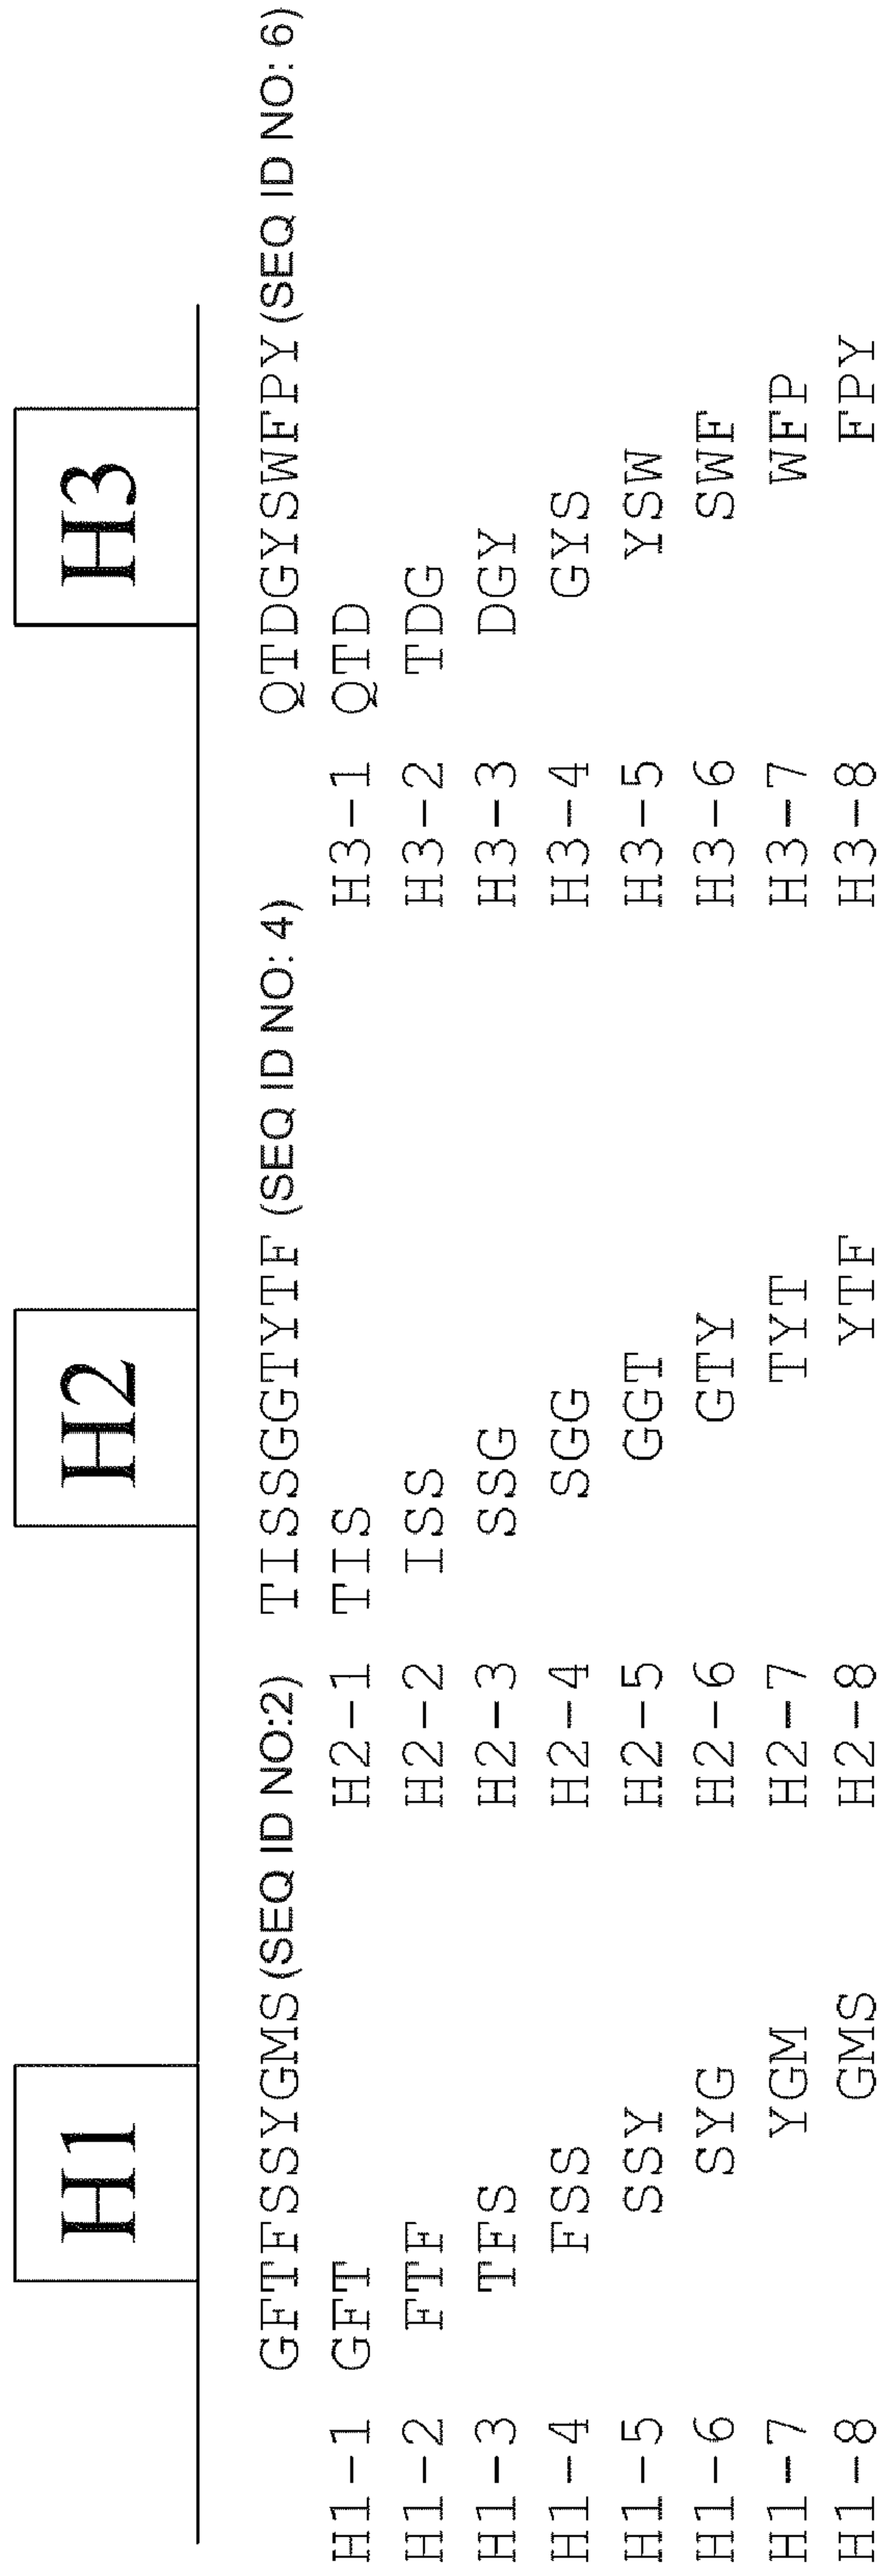 H1 H2 H3
GFTFSSYGMS (SEQ ID NO:2) TISSGGTYTF (SEQ ID NO: 4) QTDGYSWFPY (SEQ ID NO: 6)
H1-1 GFT H2-1 TIS H3-1 QTD
H1-2 FTF H2-2 ISS H3-2 TDG
H1-3 TFS H2-3 SSG H3-3 DGY
H1-4 FSS H2-4 SGG H3-4 GYS
H1-5 SSY H2-5 GGT H3-5 YSW
H1-6 SYG H2-6 GTY H3-6 SWF
H1-7 YGM H2-7 TYT H3-7 WFP
H1-8 GMS H2-8 YTF H3-8 FPY